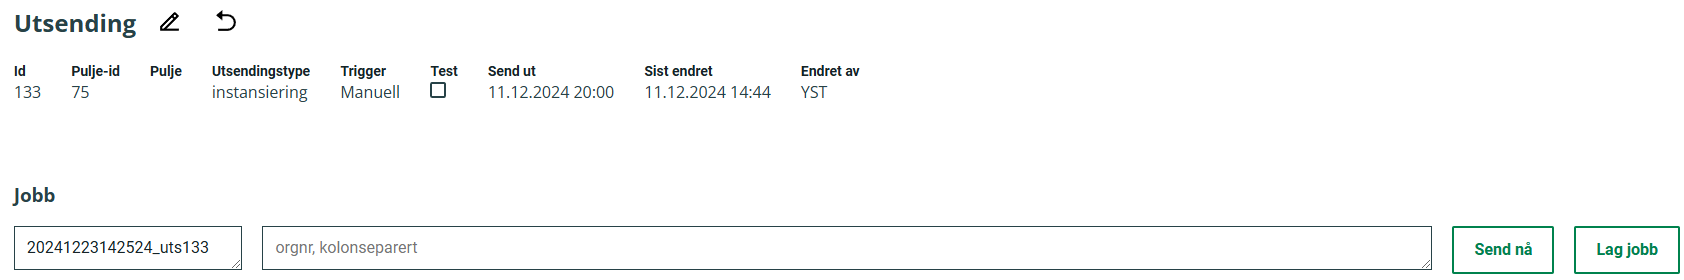 Utsending
Id Pulje-id Pulje Utsendingstype Trigger Test Send ut Sist endret Endret av
133 75 instansiering Manuell 11.12.2024 20:00 11.12.2024 14:44 YST
Jobb
20241223142524_uts133 orgnr, kolonseparert Send nå Lag jobb